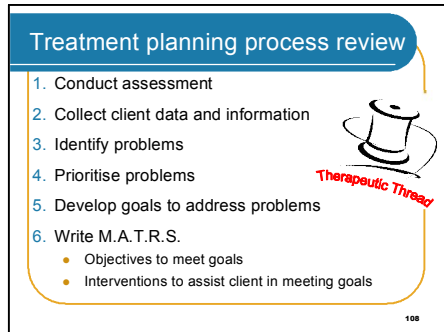 Treatment planning process review
1. Conduct assessment
2. Collect client data and information
3. Identify problems
4. Prioritise problems
Therapeutic Thread
5. Develop goals to address problems
6. Write M.A.T.R.S.
● Objectives to meet goals
● Interventions to assist client in meeting goals
108